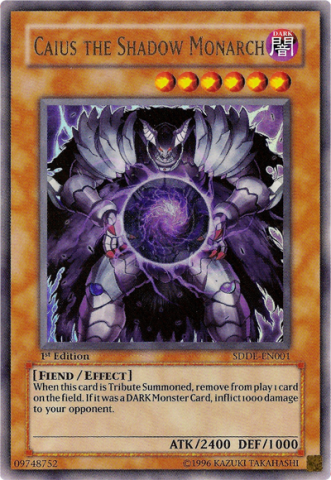 CAIUS THE SHADOW MONARCH
DARK
闇
1st Edition
SDDE-EN001
[FIEND / EFFECT]
When this card is Tribute Summoned, remove from play 1 card
on the field. If it was a DARK Monster Card, inflict 1000 damage
to your opponent.
ATK/2400 DEF/1000
09748752
©1996 KAZUKI TAKAHASHI